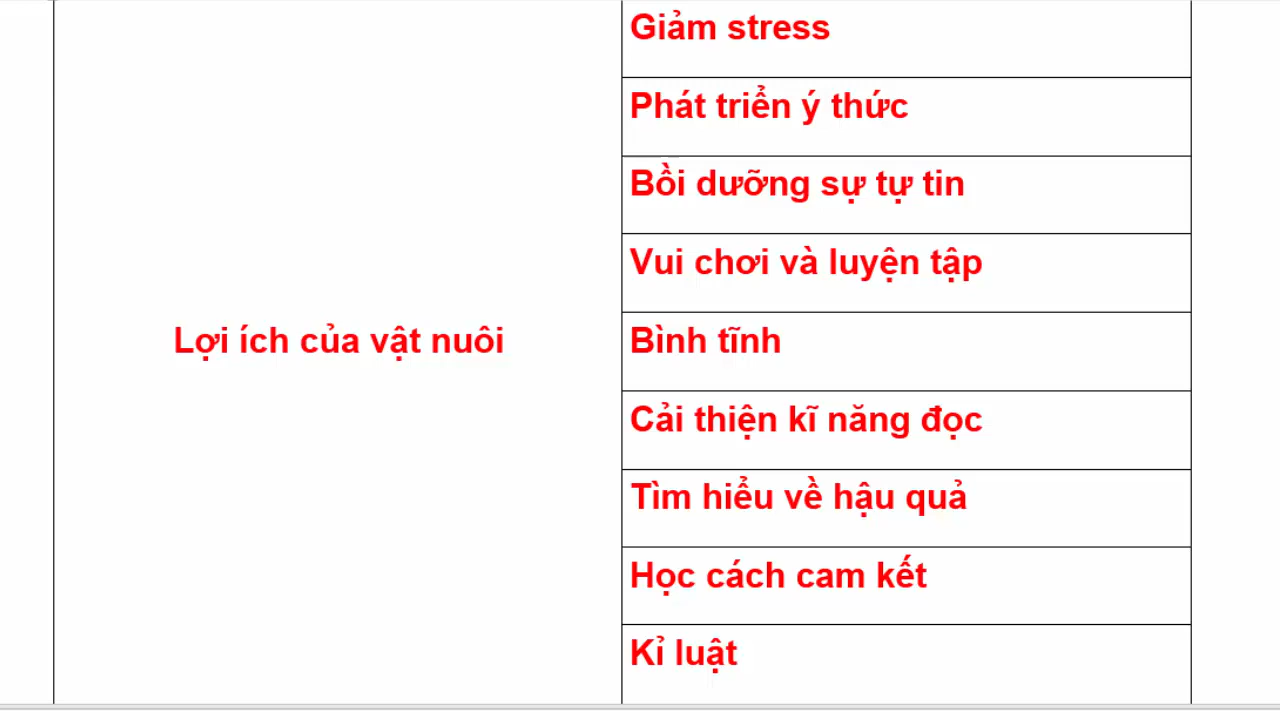 Giảm stress
Phát triển ý thức
Bồi dưỡng sự tự tin
Vui chơi và luyện tập
Lợi ích của vật nuôi
Bình tĩnh
Cải thiện kĩ năng đọc
Tìm hiểu về hậu quả
Học cách cam kết
Kỉ luật